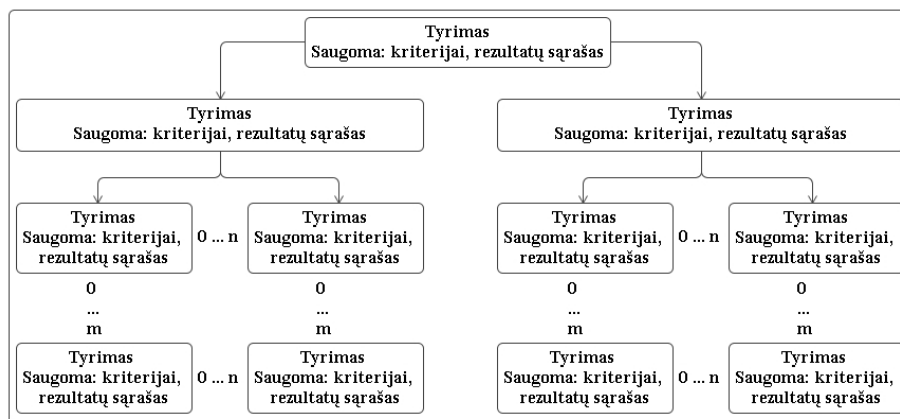 Tyrimas
Saugoma: kriterijai, rezultatų sąrašas
Tyrimas
Saugoma: kriterijai, rezultatų sąrašas
Tyrimas
Saugoma: kriterijai, rezultatų sąrašas
Tyrimas
Saugoma: kriterijai,
rezultatų sąrašas
0 ... n
Tyrimas
Saugoma: kriterijai,
rezultatų sąrašas
Tyrimas
Saugoma: kriterijai,
rezultatų sąrašas
0 ... n
Tyrimas
Saugoma: kriterijai,
rezultatų sąrašas
0
...
m
0
...
m
0
...
m
0
...
m
Tyrimas
Saugoma: kriterijai,
rezultatų sąrašas
0 ... n
Tyrimas
Saugoma: kriterijai,
rezultatų sąrašas
Tyrimas
Saugoma: kriterijai,
rezultatų sąrašas
0 ... n
Tyrimas
Saugoma: kriterijai,
rezultatų sąrašas